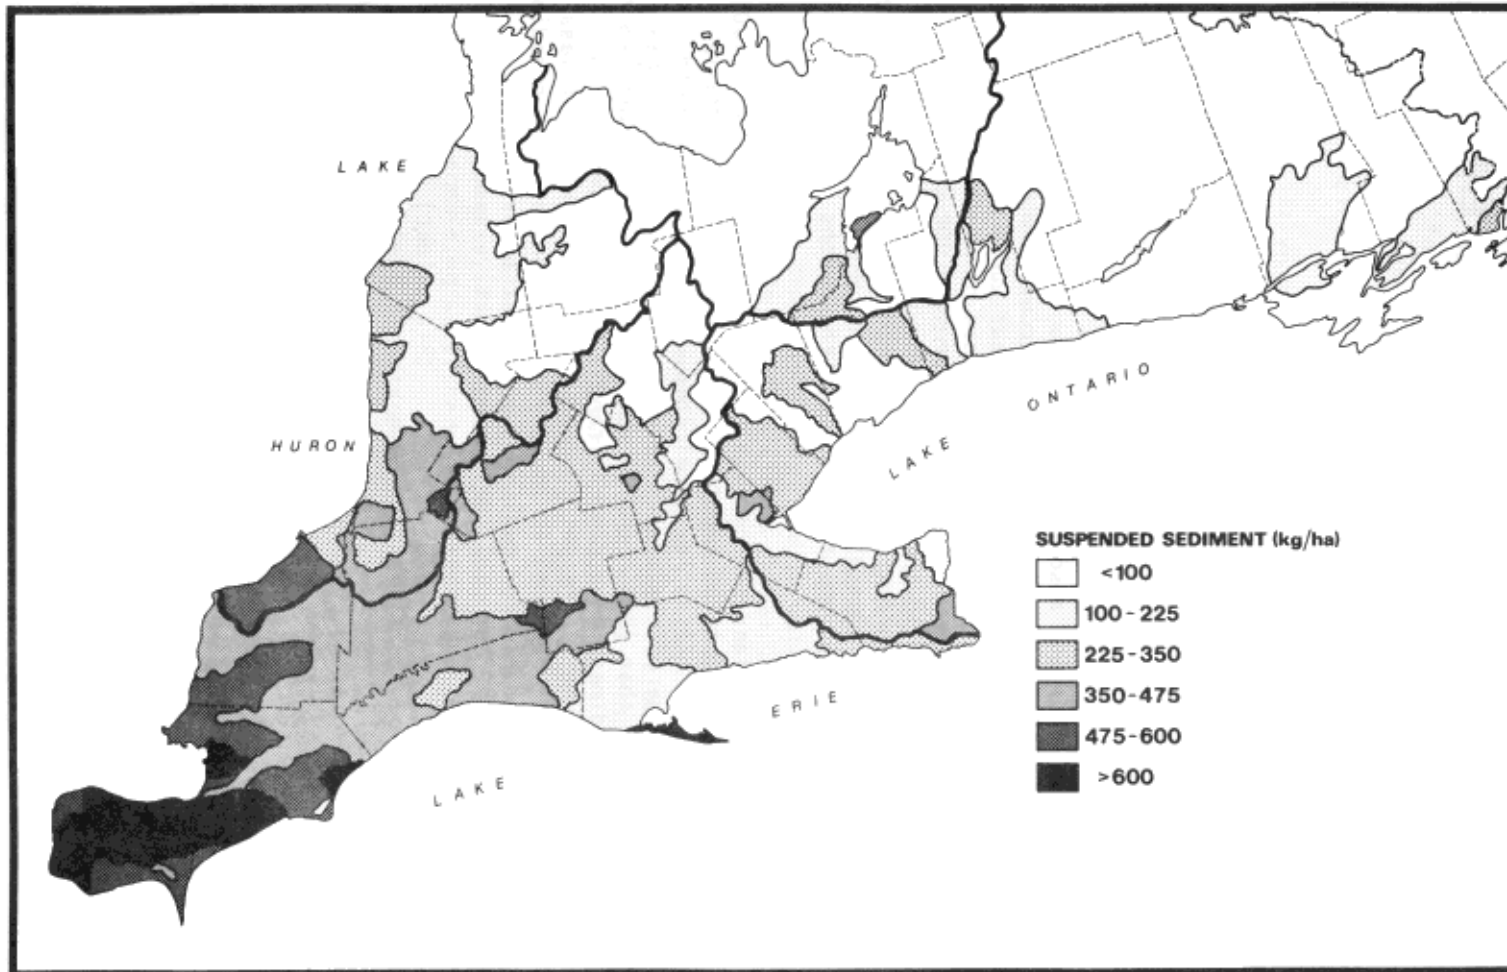 LAKE
HURON
LAKE
ONTARIO
LAKE
ERIE
SUSPENDED SEDIMENT (kg/ha)
<100
100-225
225-350
350-475
475-600
>600